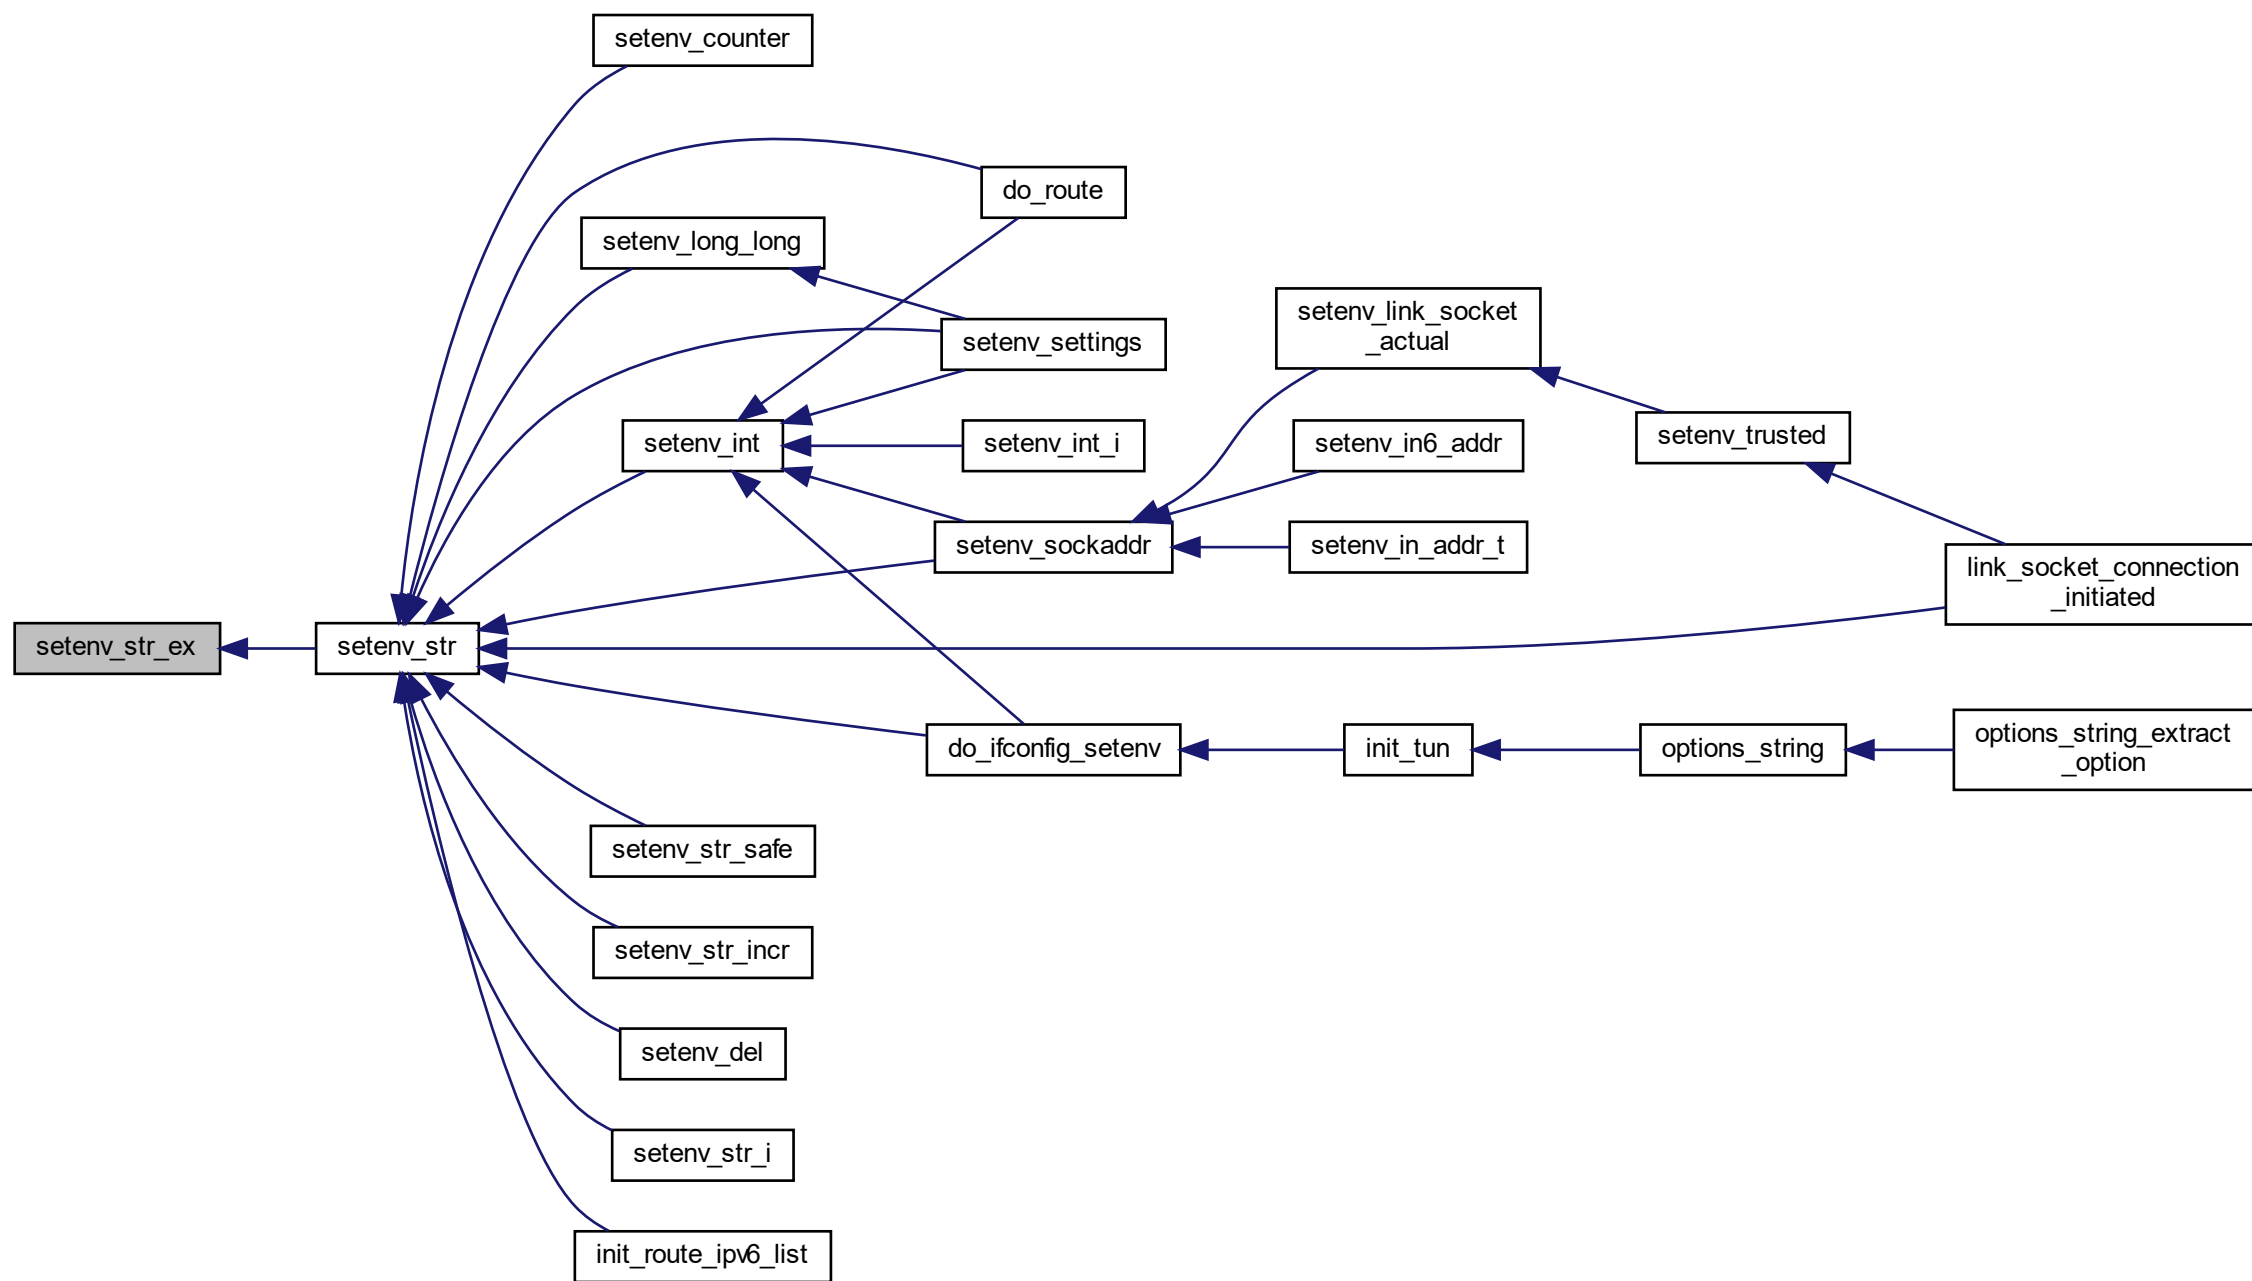 setenv_counter
do_route
setenv_long_long
setenv_link_socket
_actual
setenv_settings
setenv_trusted
setenv_int
setenv_int_i
setenv_in6_addr
setenv_sockaddr
setenv_in_addr_t
link_socket_connection
_initiated
setenv_str_ex
setenv_str
do_ifconfig_setenv
init_tun
options_string
options_string_extract
_option
setenv_str_safe
setenv_str_incr
setenv_del
setenv_str_i
init_route_ipv6_list